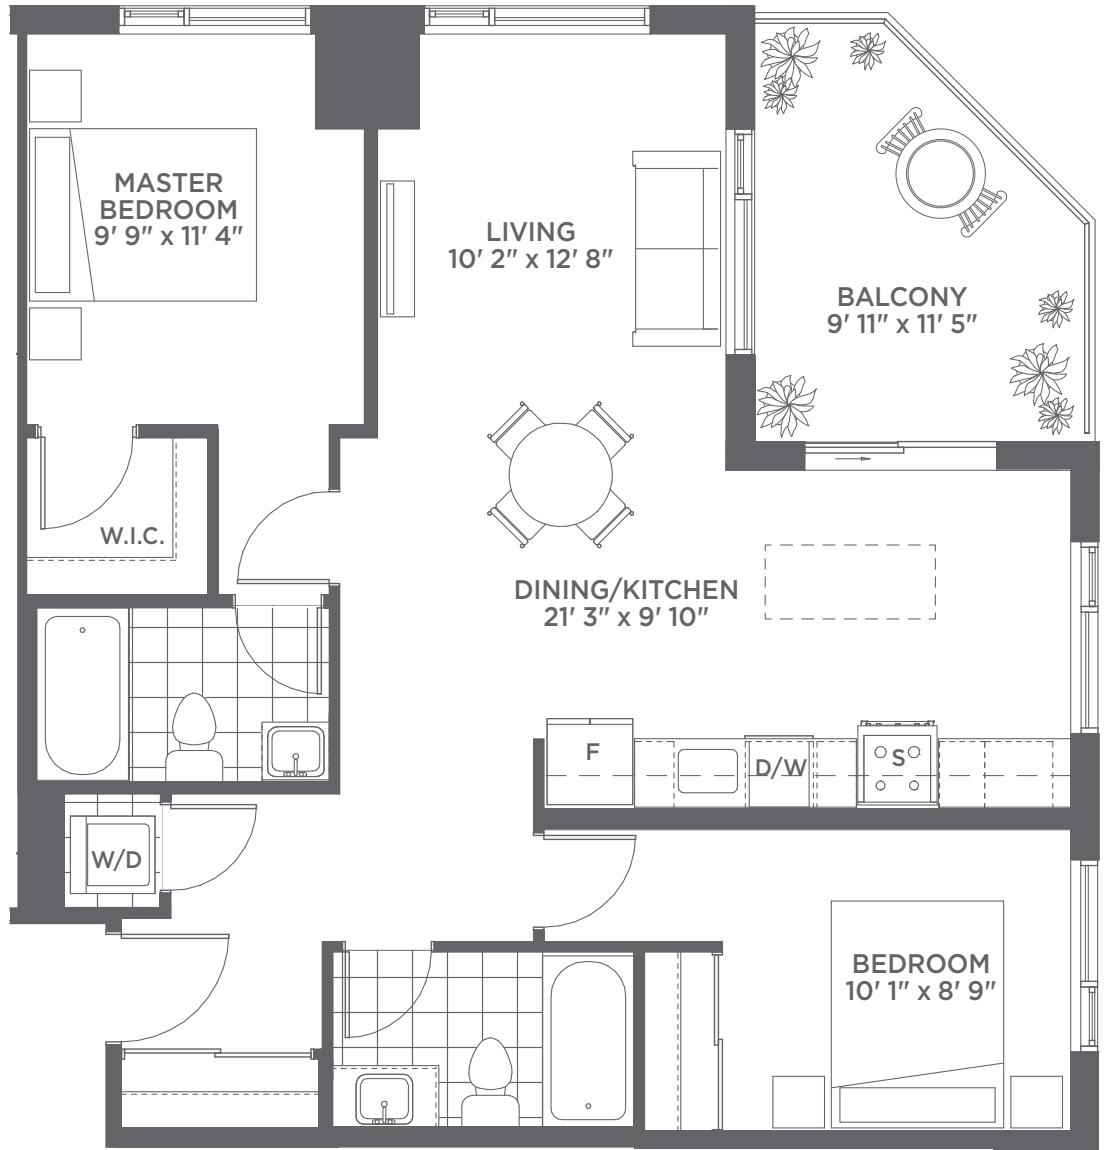 MASTER
BEDROOM
9' 9" x 11' 4"
LIVING
10' 2" x 12' 8"
BALCONY
9' 11" x 11' 5"
W.I.C.
DINING/KITCHEN
21' 3" x 9' 10"
F
D/W
S
W/D
BEDROOM
10' 1" x 8' 9"